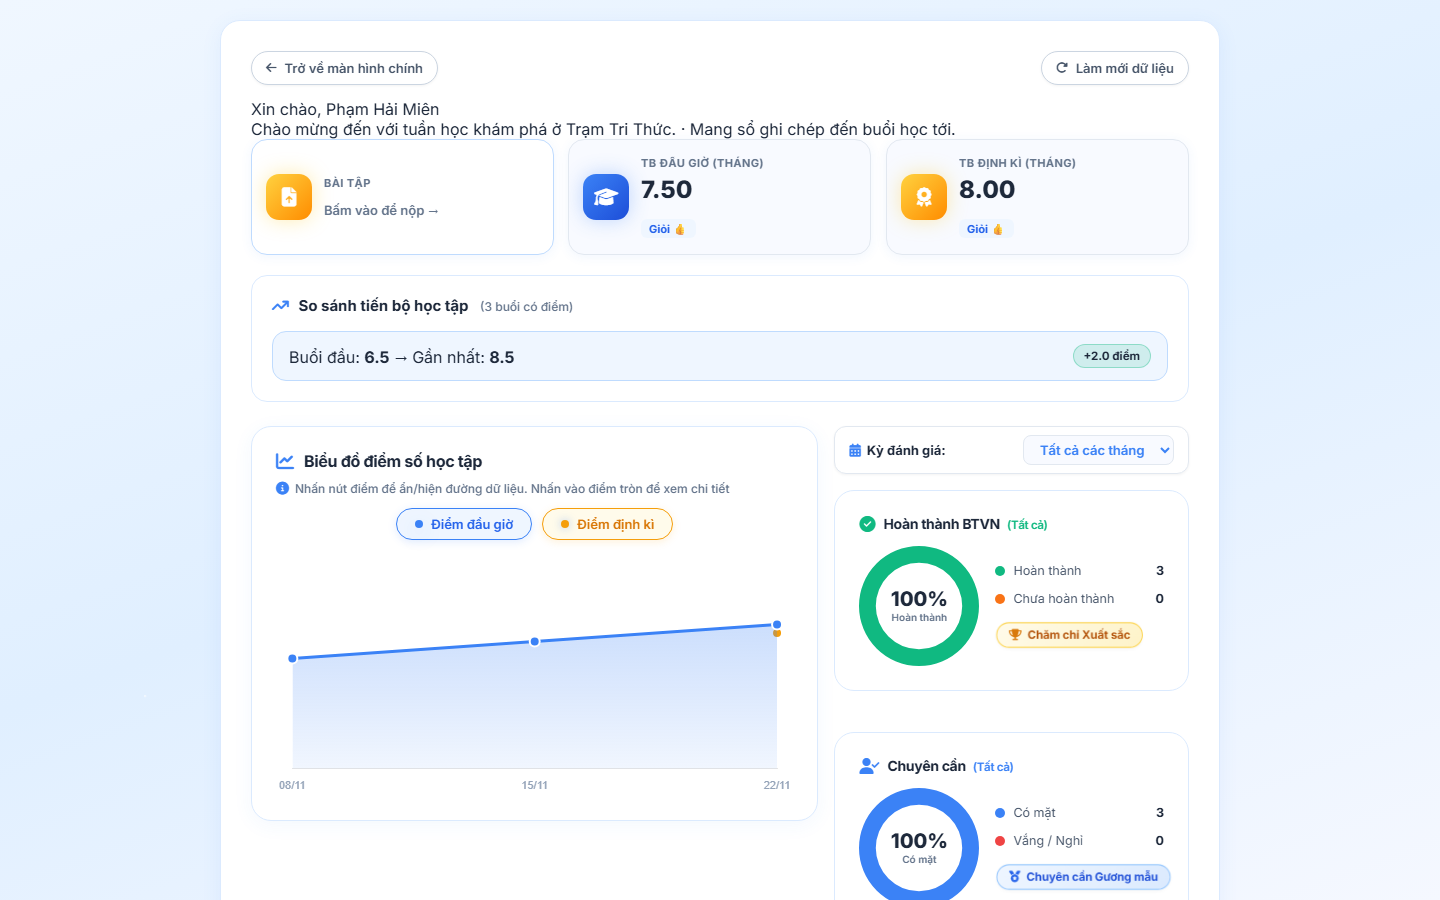 ← Trở về màn hình chính
Làm mới dữ liệu
Xin chào, Phạm Hải Miên
Chào mừng đến với tuần học khám phá ở Trạm Tri Thức. · Mang sổ ghi chép đến buổi học tới.
BÀI TẬP
Bấm vào để nộp →
TB ĐẦU GIỜ (THÁNG)
7.50
Giỏi 👍
TB ĐỊNH KÌ (THÁNG)
8.00
Giỏi 👍
So sánh tiến bộ học tập (3 buổi có điểm)
Buổi đầu: 6.5 → Gần nhất: 8.5
+2.0 điểm
Biểu đồ điểm số học tập
Nhấn nút điểm để ẩn/hiện đường dữ liệu. Nhấn vào điểm tròn để xem chi tiết
Điểm đầu giờ
Điểm định kì
08/11
15/11
22/11
Kỳ đánh giá:
Tất cả các tháng
Hoàn thành BTVN (Tất cả)
100%
Hoàn thành
Hoàn thành 3
Chưa hoàn thành 0
Chăm chỉ Xuất sắc
Chuyên cần (Tất cả)
100%
Có mặt
Có mặt 3
Vắng / Nghỉ 0
Chuyên cần Gương mẫu